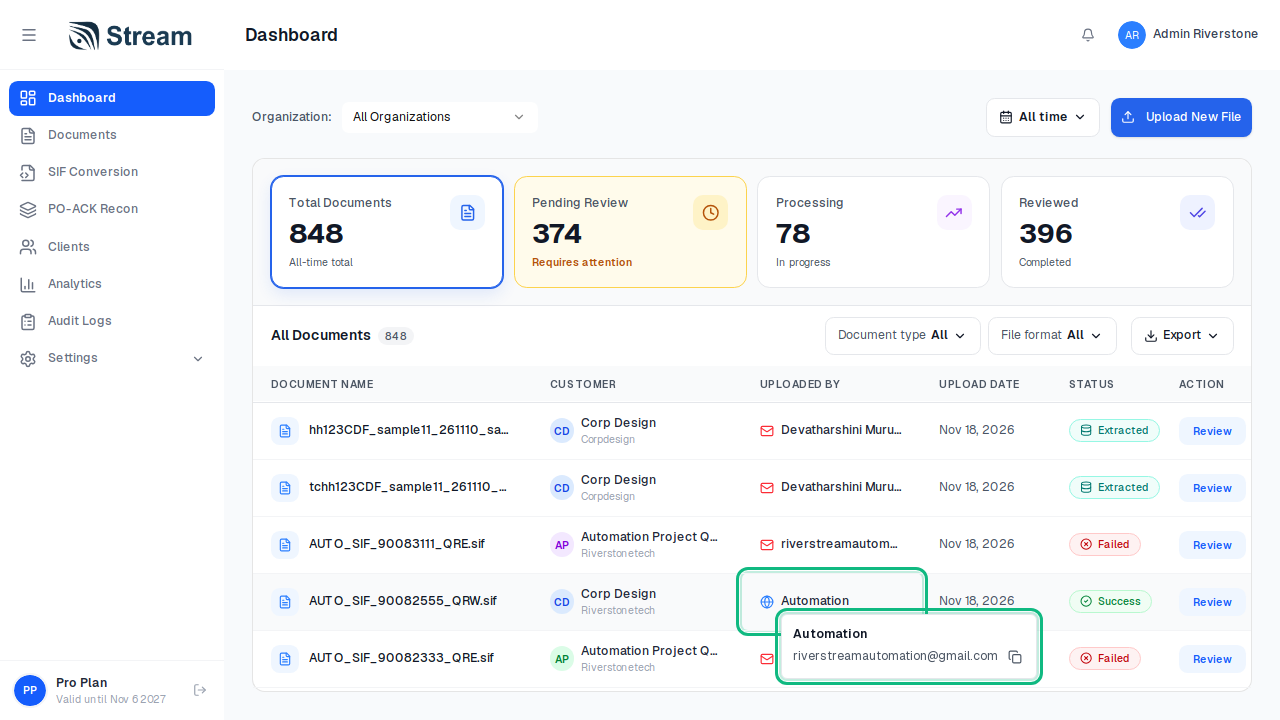 Stream
Dashboard
AR
Admin Riverstone
Dashboard
Documents
SIF Conversion
PO-ACK Recon
Clients
Analytics
Audit Logs
Settings
PP
Pro Plan
Valid until Nov 6 2027
Organization:
All Organizations
All time
Upload New File
Total Documents
848
All-time total
Pending Review
374
Requires attention
Processing
78
In progress
Reviewed
396
Completed
All Documents 848
Document type All
File format All
Export
DOCUMENT NAME CUSTOMER UPLOADED BY UPLOAD DATE STATUS ACTION
hh123CDF_sample11_261110_sa...
CD
Corp Design
Corpdesign
Devatharshini Muru...
Nov 18, 2026
Extracted
Review
tchh123CDF_sample11_261110_...
CD
Corp Design
Corpdesign
Devatharshini Muru...
Nov 18, 2026
Extracted
Review
AUTO_SIF_90083111_QRE.sif
AP
Automation Project Q...
Riverstonetech
riverstreamautom...
Nov 18, 2026
Failed
Review
AUTO_SIF_90082555_QRW.sif
CD
Corp Design
Riverstonetech
Automation
Nov 18, 2026
Success
Review
AUTO_SIF_90082333_QRE.sif
AP
Automation Project Q...
Riverstonetech
Failed
Review
Automation
riverstreamautomation@gmail.com